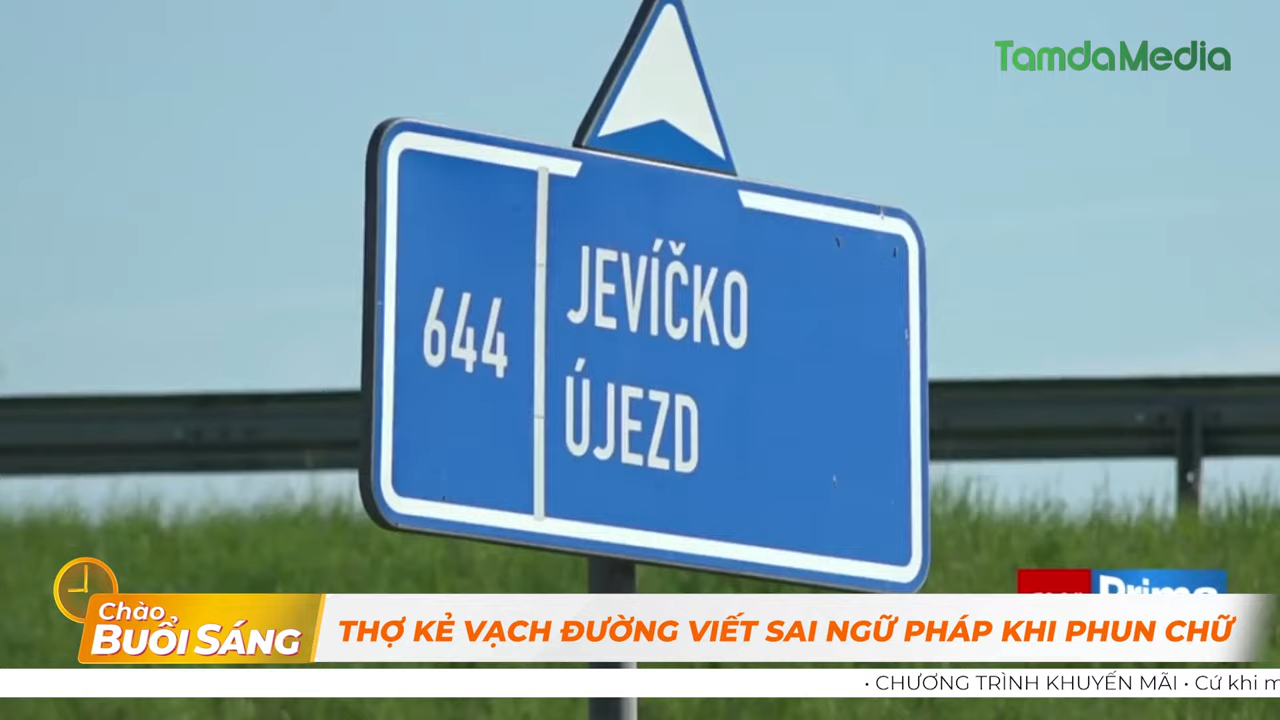 TamdaMedia
644
JEVÍČKO
ÚJEZD
Chào
BUỔI SÁNG
THỢ KẺ VẠCH ĐƯỜNG VIẾT SAI NGỮ PHÁP KHI PHUN CHỮ
• CHƯƠNG TRÌNH KHUYẾN MÃI • Cứ khi